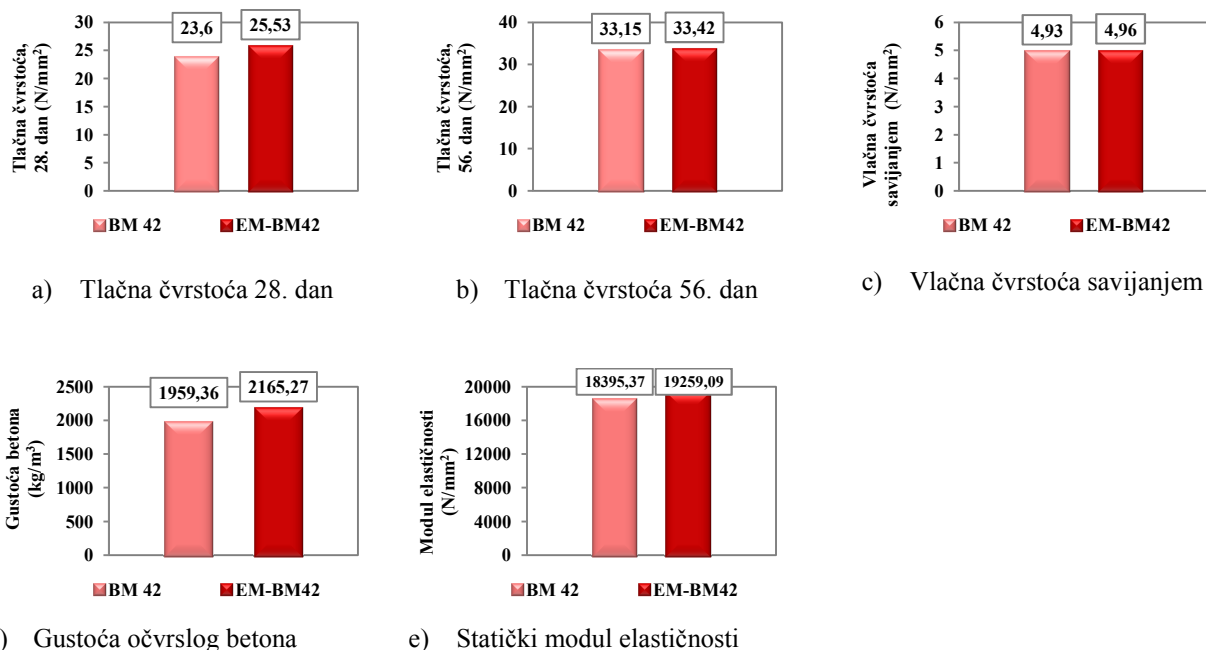 Tlačna čvrstoća,
28. dan (N/mm²)
30
25
20
15
10
5
0
23,6
25,53
BM 42
EM-BM42
a) Tlačna čvrstoća 28. dan
Tlačna čvrstoća,
56. dan (N/mm²)
40
30
20
10
0
33,15
33,42
BM 42
EM-BM42
b) Tlačna čvrstoća 56. dan
Vlačna čvrstoća
savijanjem (N/mm²)
6
5
4
3
2
1
0
4,93
4,96
BM 42
EM-BM42
c) Vlačna čvrstoća savijanjem
Gustoća betona
(kg/m³)
2500
2000
1500
1000
500
0
1959,36
2165,27
BM 42
EM-BM42
) Gustoća očvrslog betona
Modul elastičnosti
(N/mm²)
20000
16000
12000
8000
4000
0
18395,37
19259,09
BM 42
EM-BM42
e) Statički modul elastičnosti